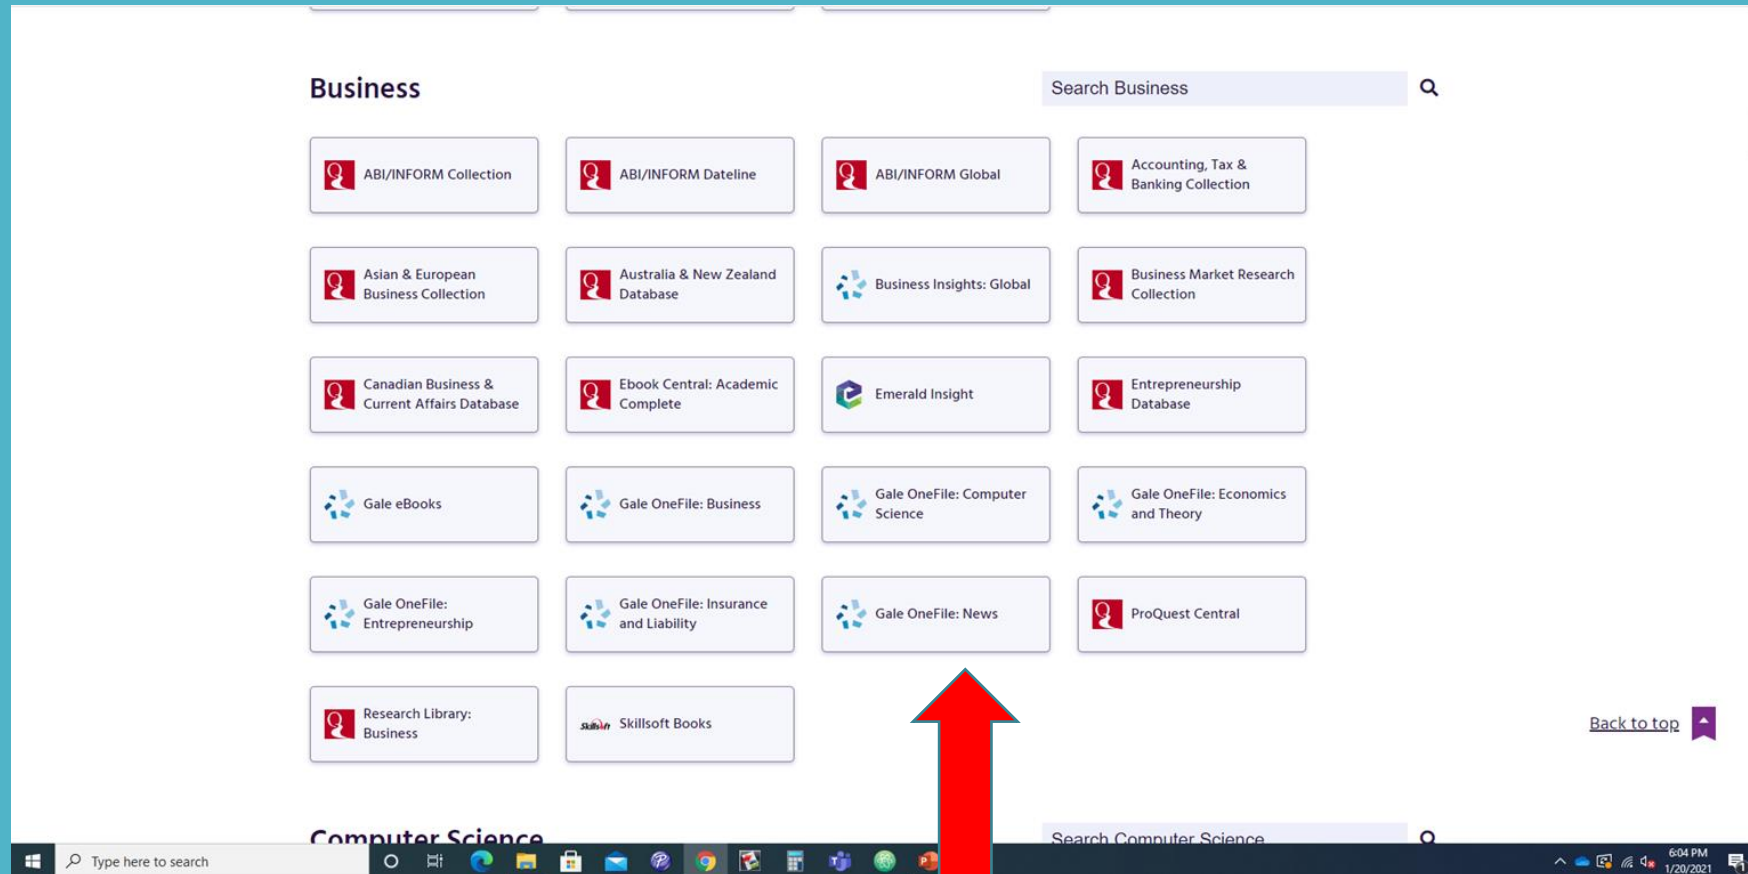 Business
Search Business
ABI/INFORM Collection
ABI/INFORM Dateline
ABI/INFORM Global
Accounting, Tax &
Banking Collection
Asian & European
Business Collection
Australia & New Zealand
Database
Business Insights: Global
Business Market Research
Collection
Canadian Business &
Current Affairs Database
Ebook Central: Academic
Complete
Emerald Insight
Entrepreneurship
Database
Gale eBooks
Gale OneFile: Business
Gale OneFile: Computer
Science
Gale OneFile: Economics
and Theory
Gale OneFile:
Entrepreneurship
Gale OneFile: Insurance
and Liability
Gale OneFile: News
ProQuest Central
Research Library:
Business
Skillsoft
Skillsoft Books
Back to top
Computer Science
Search Computer Science
Type here to search
6:04 PM
1/20/2021